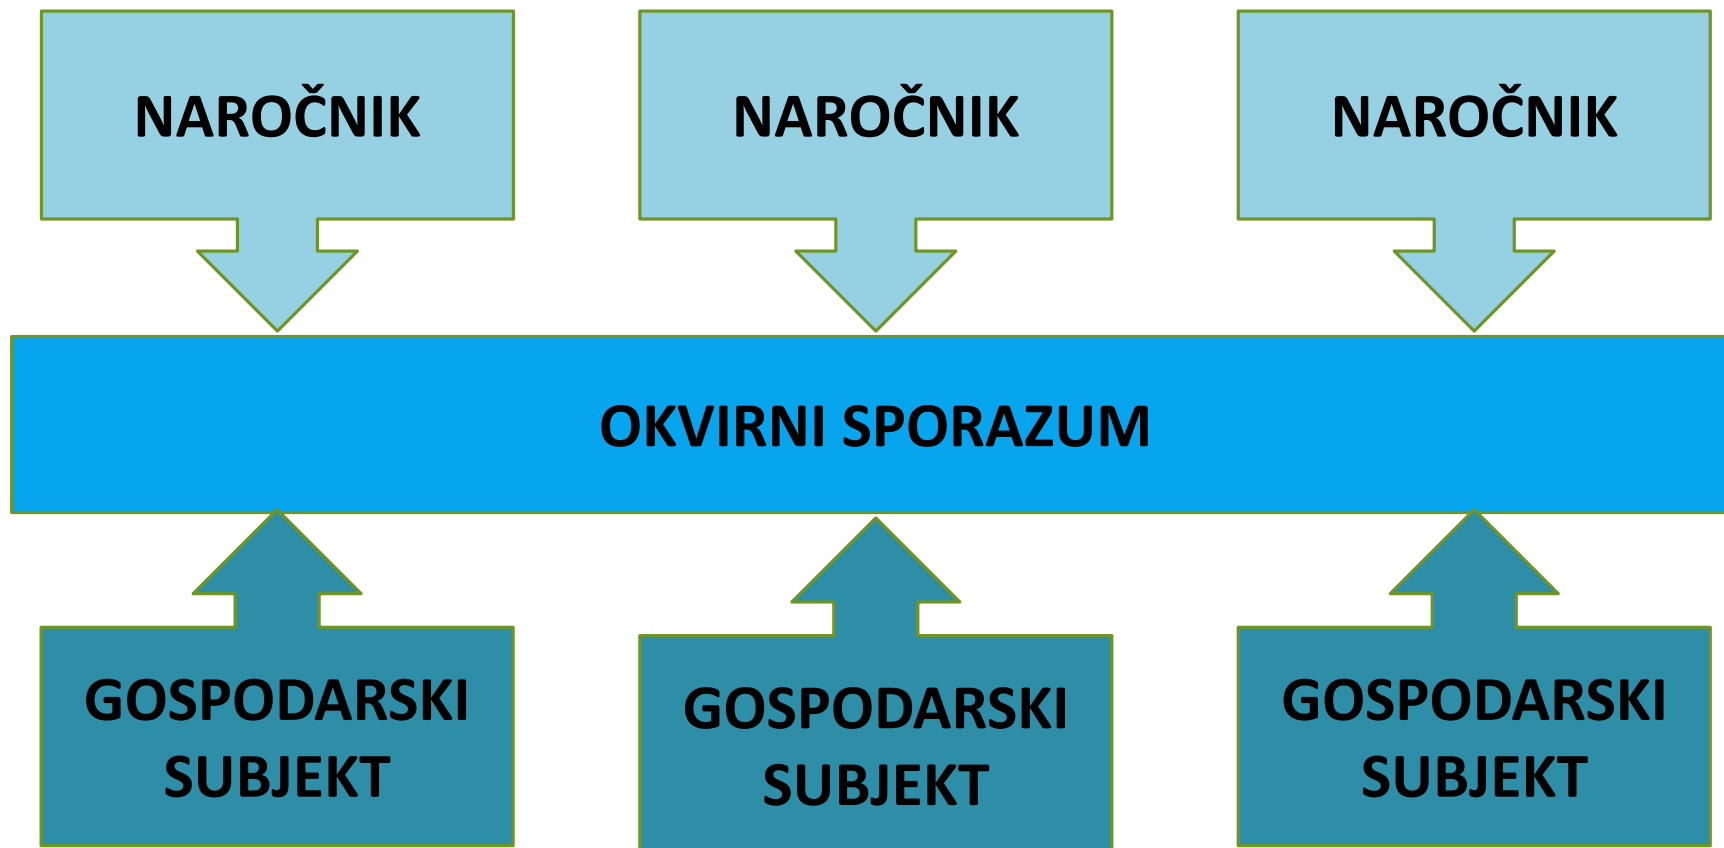 NAROČNIK
NAROČNIK
NAROČNIK
OKVIRNI SPORAZUM
GOSPODARSKI
SUBJEKT
GOSPODARSKI
SUBJEKT
GOSPODARSKI
SUBJEKT